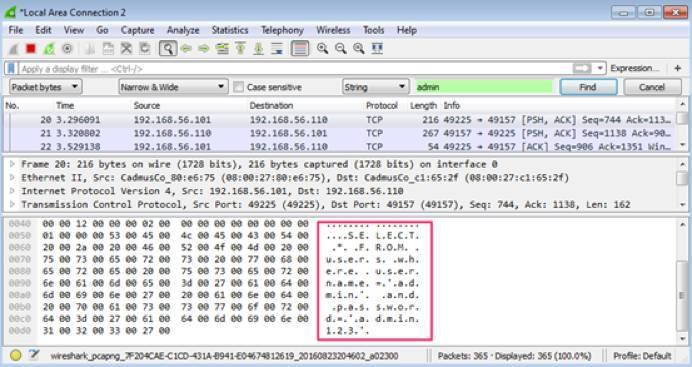 *Local Area Connection 2
File Edit View Go Capture Analyze Statistics Telephony Wireless Tools Help
Apply a display filter ... <Ctrl-/> Expression... +
Packet bytes Narrow & Wide Case sensitive String admin Find Cancel
No. Time Source Destination Protocol Length Info
20 3.296091 192.168.56.101 192.168.56.110 TCP 216 49225 → 49157 [PSH, ACK] Seq=744 Ack=113...
21 3.320802 192.168.56.110 192.168.56.101 TCP 267 49157 → 49225 [PSH, ACK] Seq=1138 Ack=90...
22 3.529138 192.168.56.101 192.168.56.110 TCP 54 49225 → 49157 [ACK] Seq=906 Ack=1351 Win...
Frame 20: 216 bytes on wire (1728 bits), 216 bytes captured (1728 bits) on interface 0
Ethernet II, Src: CadmusCo_80:e6:75 (08:00:27:80:e6:75), Dst: CadmusCo_c1:65:2f (08:00:27:c1:65:2f)
Internet Protocol Version 4, Src: 192.168.56.101, Dst: 192.168.56.110
Transmission Control Protocol, Src Port: 49225 (49225), Dst Port: 49157 (49157), Seq: 744, Ack: 1138, Len: 162
0040 00 00 12 00 00 00 02 00 00 00 00 00 00 00 00 00 ........ ........
0050 01 00 00 00 53 00 45 00 4c 00 45 00 43 00 54 00 ....S.E. L.E.C.T.
0060 20 00 2a 00 20 00 46 00 52 00 4f 00 4d 00 20 00 .*. .F. R.O.M. .
0070 75 00 73 00 65 00 72 00 73 00 20 00 77 00 68 00 u.s.e.r. s. .w.h.
0080 65 00 72 00 65 00 20 00 75 00 73 00 65 00 72 00 e.r.e. . u.s.e.r.
0090 6e 00 61 00 6d 00 65 00 3d 00 27 00 61 00 64 00 n.a.m.e. =.'.a.d.
00a0 6d 00 69 00 6e 00 27 00 20 00 61 00 6e 00 64 00 m.i.n.'. .a.n.d.
00b0 20 00 70 00 61 00 73 00 73 00 77 00 6f 00 72 00 .p.a.s. s.w.o.r.
00c0 64 00 3d 00 27 00 61 00 64 00 6d 00 69 00 6e 00 d.=.'.a. d.m.i.n.
00d0 31 00 32 00 33 00 27 00 1.2.3.'.
wireshark_pcapng_7F204CAE-C1CD-431A-B941-E04674812619_20160823204602_a02300 Packets: 365 · Displayed: 365 (100.0%) Profile: Default